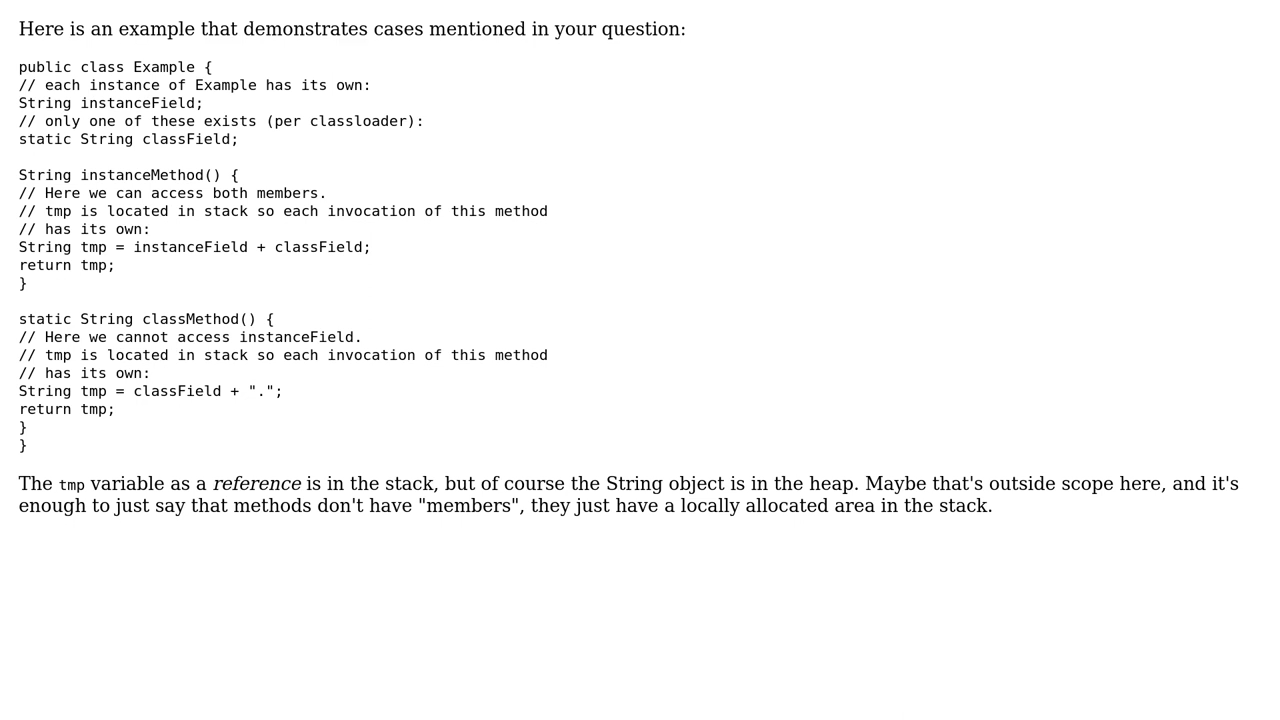 Here is an example that demonstrates cases mentioned in your question:
public class Example {
// each instance of Example has its own:
String instanceField;
// only one of these exists (per classloader):
static String classField;
String instanceMethod() {
// Here we can access both members.
// tmp is located in stack so each invocation of this method
// has its own:
String tmp = instanceField + classField;
return tmp;
}
static String classMethod() {
// Here we cannot access instanceField.
// tmp is located in stack so each invocation of this method
// has its own:
String tmp = classField + ".";
return tmp;
}
}
The tmp variable as a reference is in the stack, but of course the String object is in the heap. Maybe that's outside scope here, and it's
enough to just say that methods don't have "members", they just have a locally allocated area in the stack.